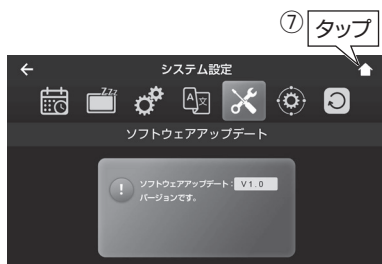 ⑦ タップ
システム設定
ZZZ
A 文
ソフトウェアアップデート
! ソフトウェアアップデート: V1.0
バージョンです。